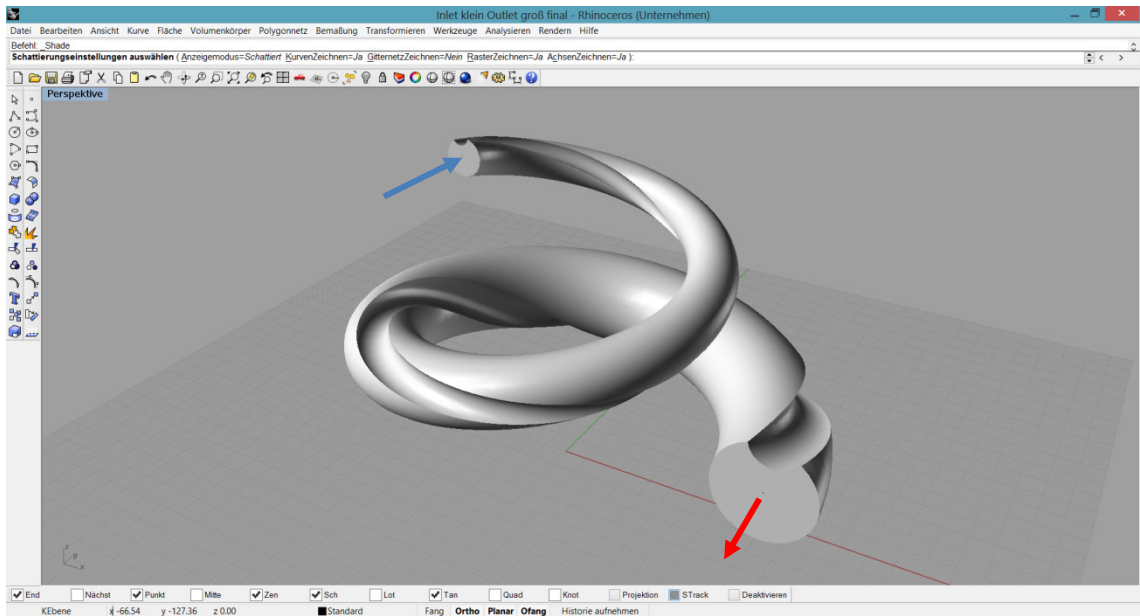 Inlet klein Outlet groß final - Rhinoceros (Unternehmen)
Datei Bearbeiten Ansicht Kurve Fläche Volumenkörper Polygonnetz Bemaßung Transformieren Werkzeuge Analysieren Rendern Hilfe
Befehl: _Shade
Schattierungseinstellungen auswählen ( Anzeigemodus=Schattiert KurvenZeichnen=Ja GitternetzZeichnen=Nein RasterZeichnen=Ja AchsenZeichnen=Ja ):
Perspektive
z
y
x
End Nächst Punkt Mitte Zen Sch Lot Tan Quad Knot Projektion STrack Deaktivieren
KEbene x -66.54 y -127.36 z 0.00 Standard Fang Ortho Planar Ofang Historie aufnehmen